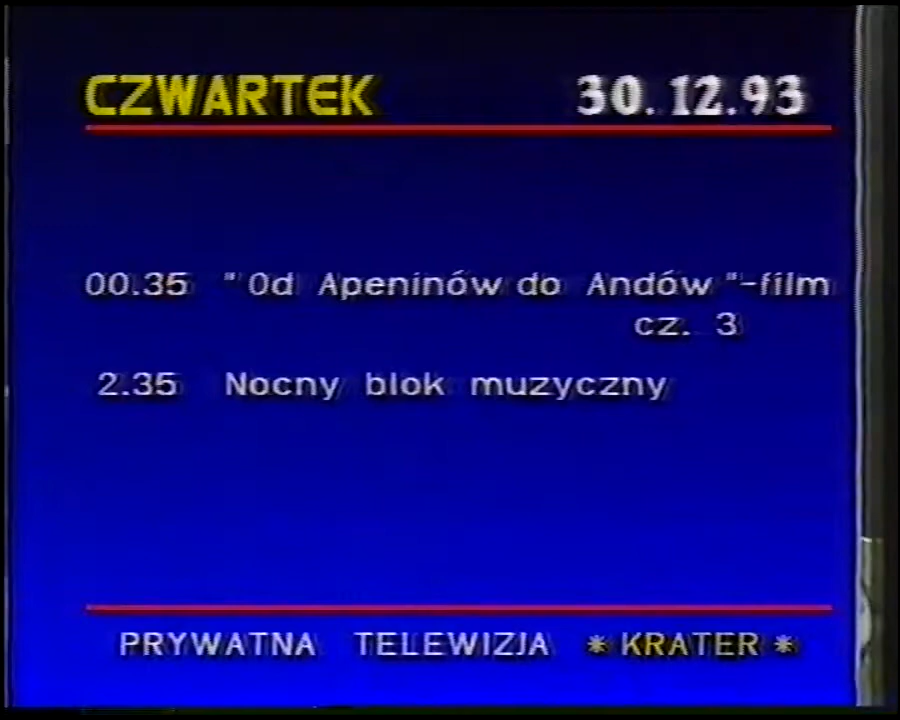 CZWARTEK 30.12.93
00.35 "Od Apeninów do Andów"-film
cz. 3
2.35 Nocny blok muzyczny
PRYWATNA TELEWIZJA * KRATER *